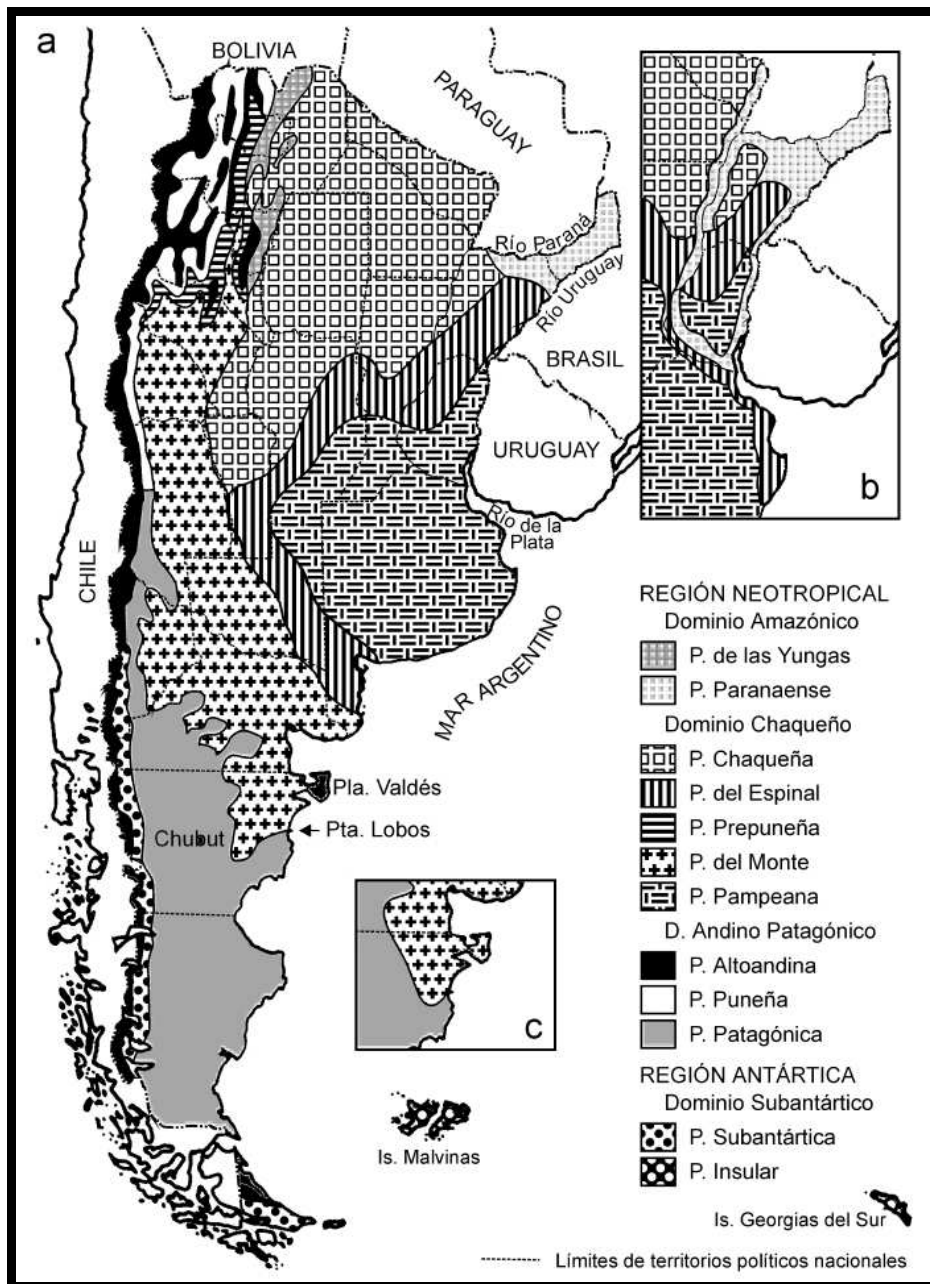 a
BOLIVIA
PARAGUAY
Río Paraná
Río Uruguay
BRASIL
URUGUAY
Río de la
Plata
CHILE
MAR ARGENTINO
Pla. Valdés
Pta. Lobos
Chubut
Is. Malvinas
b
c
REGIÓN NEOTROPICAL
Dominio Amazónico
P. de las Yungas
P. Paranaense
Dominio Chaqueño
P. Chaqueña
P. del Espinal
P. Prepuneña
P. del Monte
P. Pampeana
D. Andino Patagónico
P. Altoandina
P. Puneña
P. Patagónica
REGIÓN ANTÁRTICA
Dominio Subantártico
P. Subantártica
P. Insular
Is. Georgias del Sur
Límites de territorios políticos nacionales